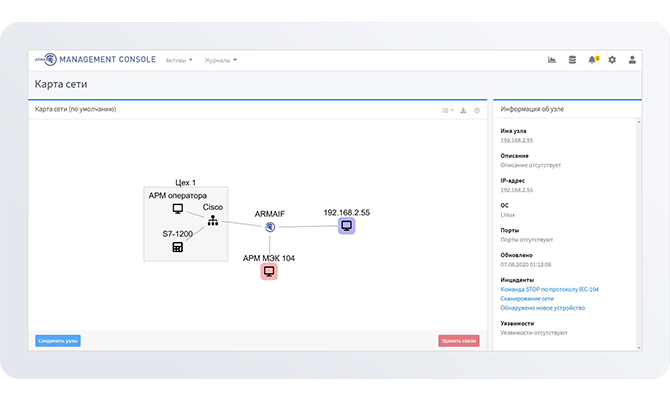 ARMA MANAGEMENT CONSOLE Активы Журналы
Карта сети
Карта сети (по умолчанию)
Цех 1
АРМ оператора
Cisco
S7-1200
ARMAIF
192.168.2.55
АРМ МЭК 104
Соединить узлы
Удалить связи
Информация об узле
Имя узла
192.168.2.55
Описание
Описание отсутствует
IP-адрес
192.168.2.55
ОС
Linux
Порты
Порты отсутствуют
Обновлено
07.08.2020 01:12:06
Инциденты
Команда STOP по протоколу IEC-104
Сканирование сети
Обнаружено новое устройство
Уязвимости
Уязвимости отсутствуют